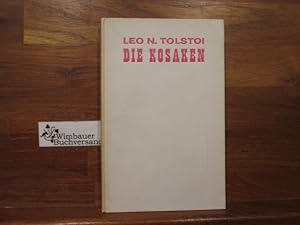 LEO N. TOLSTOI
DIE KOSAKEN
Wimbauer
Buchversand